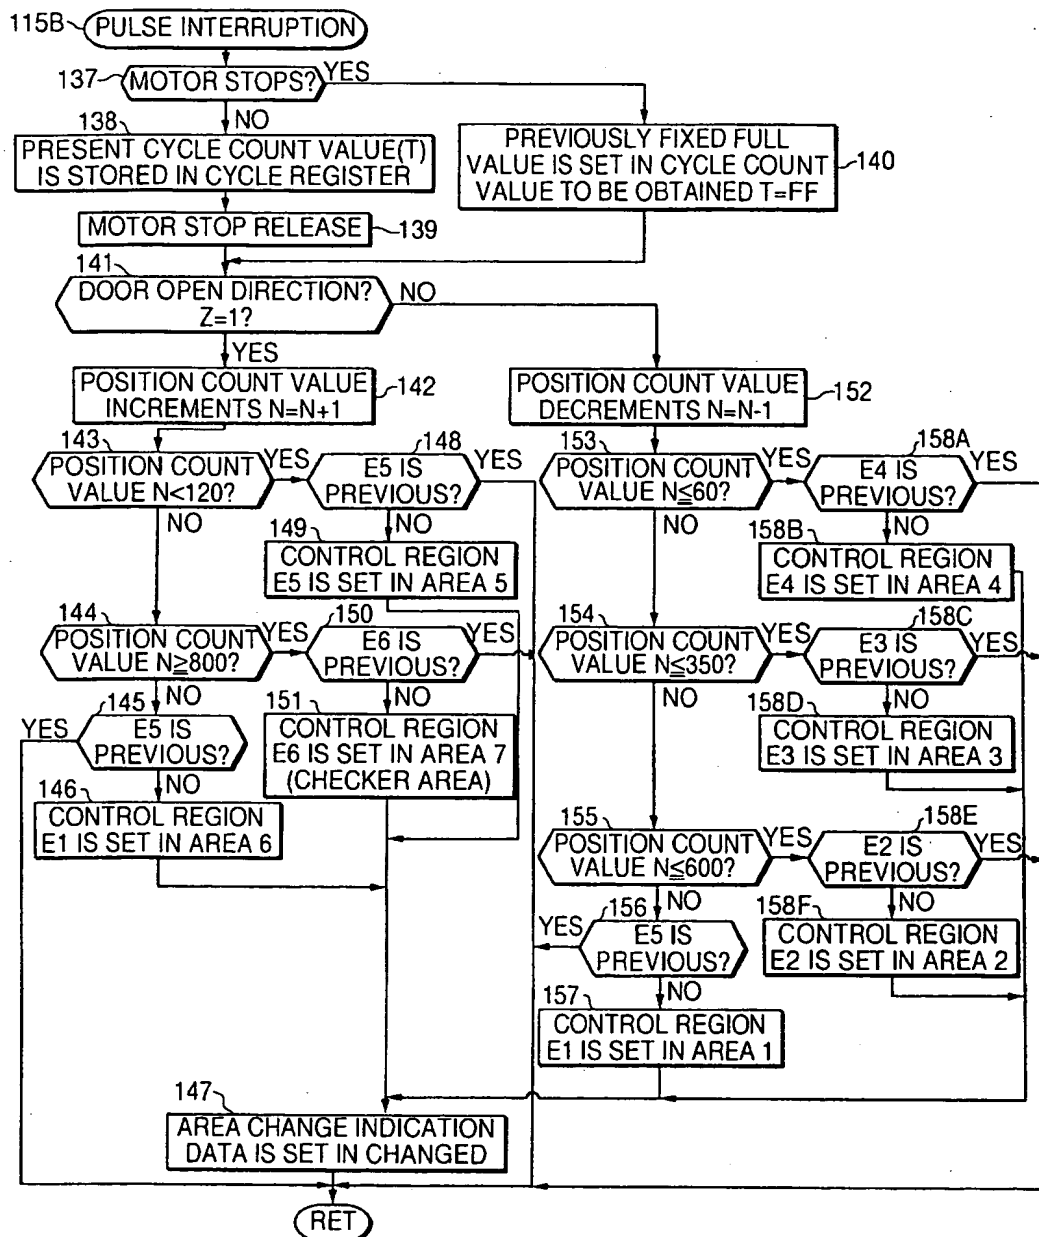 115B
PULSE INTERRUPTION
137
MOTOR STOPS?
YES
NO
138
PRESENT CYCLE COUNT VALUE(T)
IS STORED IN CYCLE REGISTER
PREVIOUSLY FIXED FULL
VALUE IS SET IN CYCLE COUNT
VALUE TO BE OBTAINED T=FF
140
MOTOR STOP RELEASE
139
141
DOOR OPEN DIRECTION?
Z=1?
NO
YES
POSITION COUNT VALUE
INCREMENTS N=N+1
142
POSITION COUNT VALUE
DECREMENTS N=N-1
152
143
POSITION COUNT
VALUE N<120?
YES
NO
148
E5 IS
PREVIOUS?
YES
NO
153
POSITION COUNT
VALUE N≦60?
YES
NO
158A
E4 IS
PREVIOUS?
YES
NO
149
CONTROL REGION
E5 IS SET IN AREA 5
158B
CONTROL REGION
E4 IS SET IN AREA 4
144
POSITION COUNT
VALUE N≧800?
YES
NO
150
E6 IS
PREVIOUS?
YES
NO
154
POSITION COUNT
VALUE N≦350?
YES
NO
158C
E3 IS
PREVIOUS?
YES
NO
145
E5 IS
PREVIOUS?
YES
NO
151
CONTROL REGION
E6 IS SET IN AREA 7
(CHECKER AREA)
158D
CONTROL REGION
E3 IS SET IN AREA 3
146
CONTROL REGION
E1 IS SET IN AREA 6
155
POSITION COUNT
VALUE N≦600?
YES
NO
158E
E2 IS
PREVIOUS?
YES
NO
156
E5 IS
PREVIOUS?
YES
NO
158F
CONTROL REGION
E2 IS SET IN AREA 2
157
CONTROL REGION
E1 IS SET IN AREA 1
147
AREA CHANGE INDICATION
DATA IS SET IN CHANGED
RET